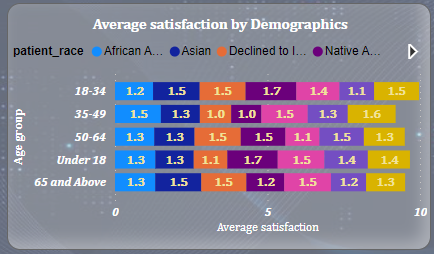 Average satisfaction by Demographics
patient_race African A... Asian Declined to I... Native A...
Age group
18-34 1.2 1.5 1.5 1.7 1.4 1.1 1.5
35-49 1.5 1.3 1.0 1.0 1.5 1.3 1.6
50-64 1.3 1.3 1.5 1.5 1.1 1.5 1.3
Under 18 1.3 1.3 1.1 1.7 1.5 1.4 1.4
65 and Above 1.3 1.5 1.5 1.2 1.5 1.2 1.3
0 5 10
Average satisfaction